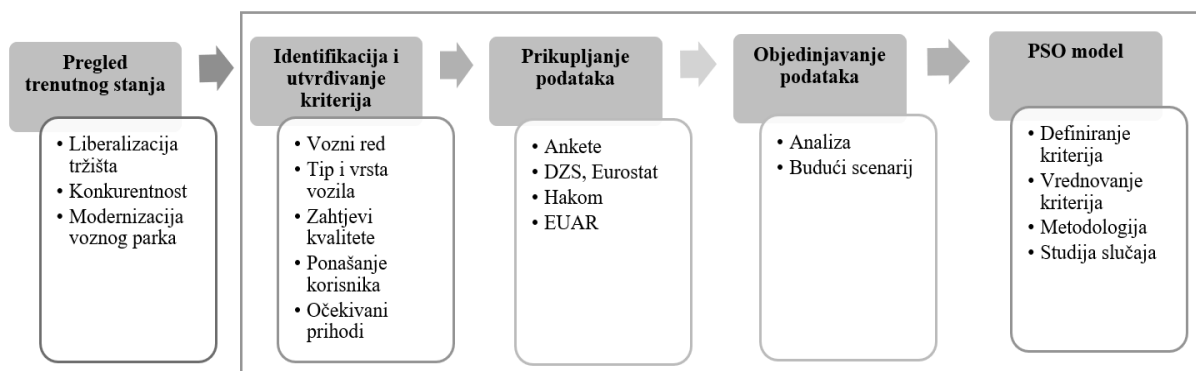 Pregled
trenutnog stanja
• Liberalizacija
tržišta
• Konkurentnost
• Modernizacija
voznog parka
Identifikacija i
utvrđivanje
kriterija
• Vozni red
• Tip i vrsta
vozila
• Zahtjevi
kvalitete
• Ponašanje
korisnika
• Očekivani
prihodi
Prikupljanje
podataka
• Ankete
• DZS, Eurostat
• Hakom
• EUAR
Objedinjavanje
podataka
• Analiza
• Budući scenarij
PSO model
• Definiranje
kriterija
• Vrednovanje
kriterija
• Metodologija
• Studija slučaja